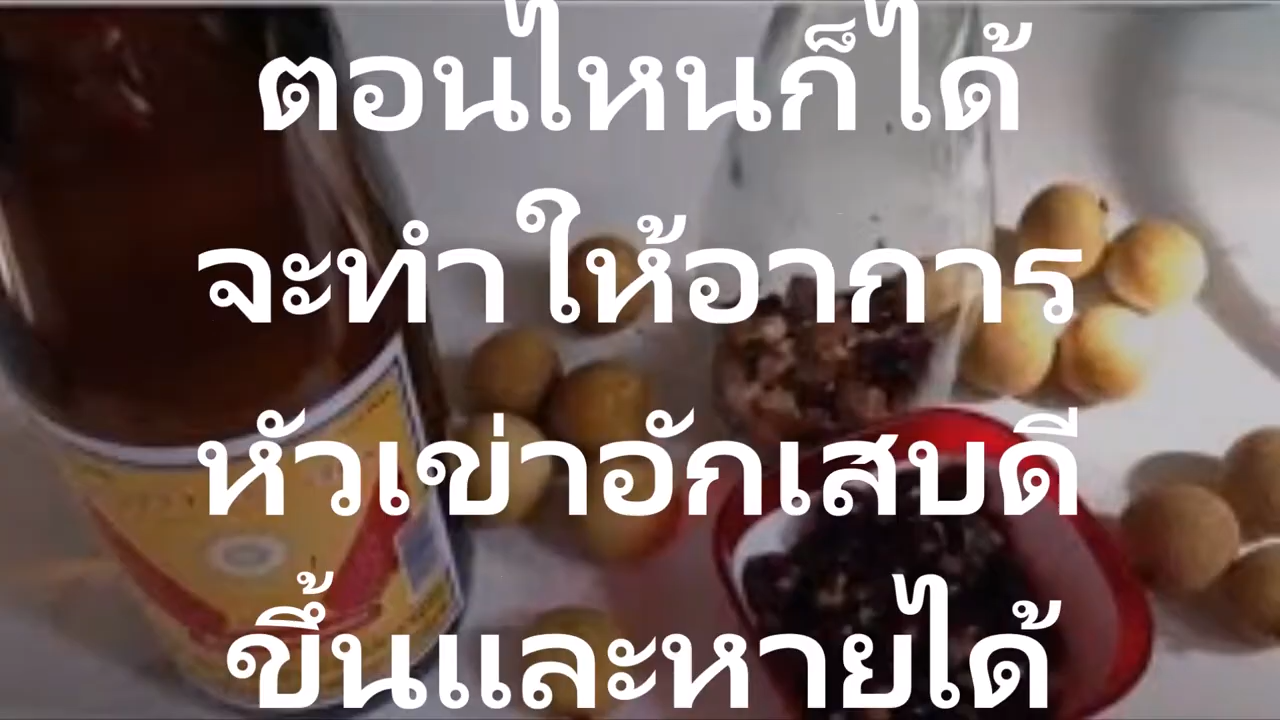 ตอนไหนก็ได้
จะทำให้อาการ
หัวเข่าอักเสบดี
ขึ้นและหายได้